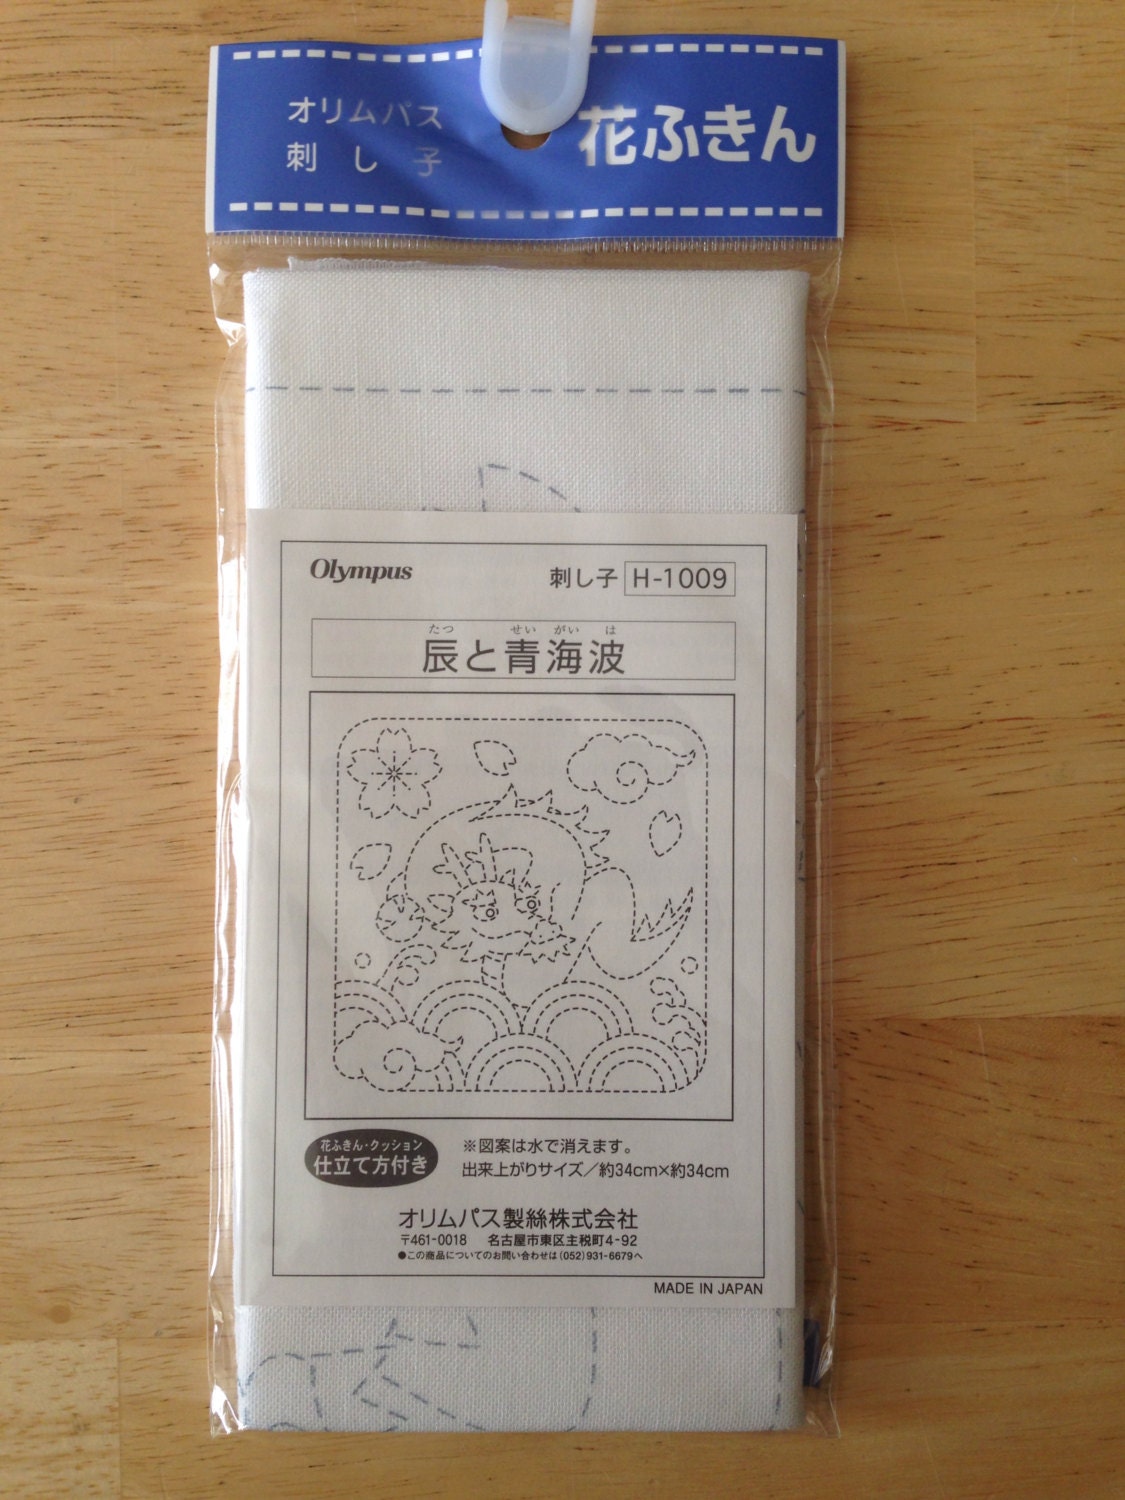 オリムパス
刺し子
花ふきん
Olympus
刺し子 H-1009
たつ せい がい は
辰と青海波
花ふきん・クッション
仕立て方付き
※図案は水で消えます。
出来上がりサイズ／約34cm×約34cm
オリムパス製絲株式会社
〒461-0018 名古屋市東区主税町4-92
●この商品についてのお問い合わせは(052)931-6679へ
MADE IN JAPAN